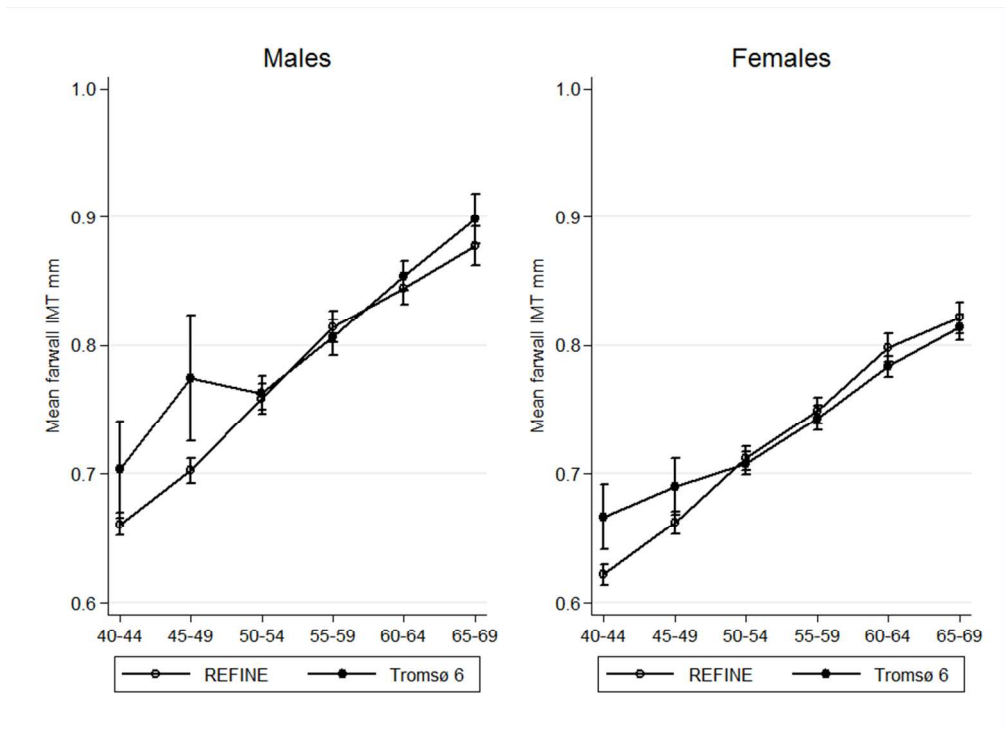 Males
Mean farwall IMT mm
1.0
0.9
0.8
0.7
0.6
40-44 45-49 50-54 55-59 60-64 65-69
REFINE Tromsø 6
Females
Mean farwall IMT mm
1.0
0.9
0.8
0.7
0.6
40-44 45-49 50-54 55-59 60-64 65-69
REFINE Tromsø 6